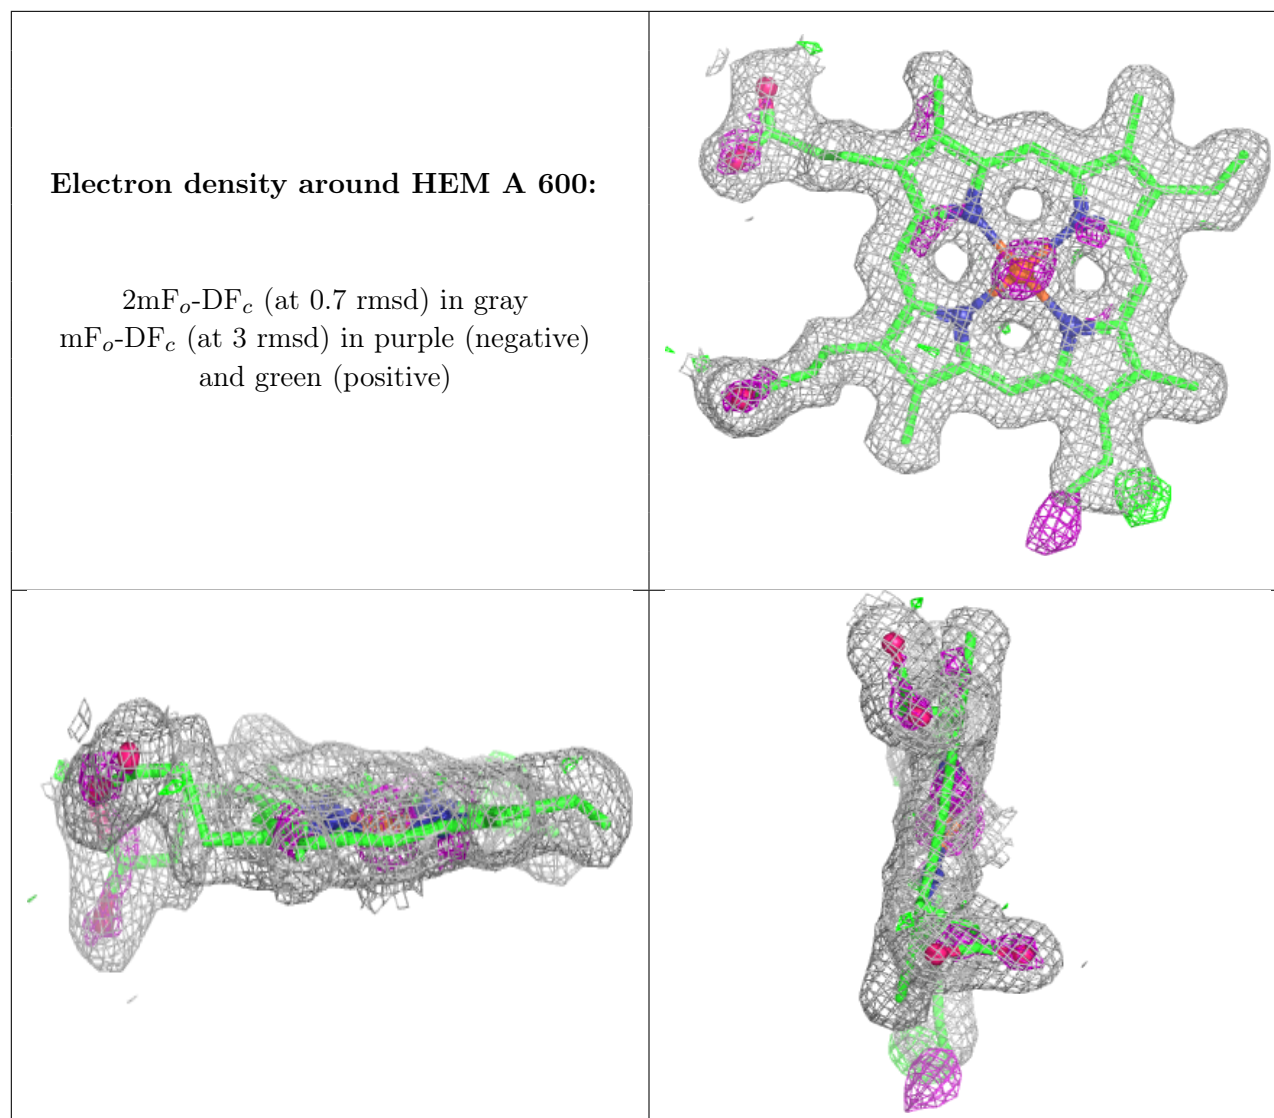 Electron density around HEM A 600:
2mFo-DFc (at 0.7 rmsd) in gray
mFo-DFc (at 3 rmsd) in purple (negative)
and green (positive)